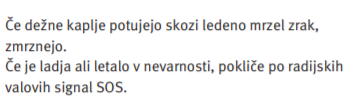 Če dežne kaplje potujejo skozi ledeno mrzel zrak,
zmrznejo.
Če je ladja ali letalo v nevarnosti, pokliče po radijskih
valovih signal SOS.